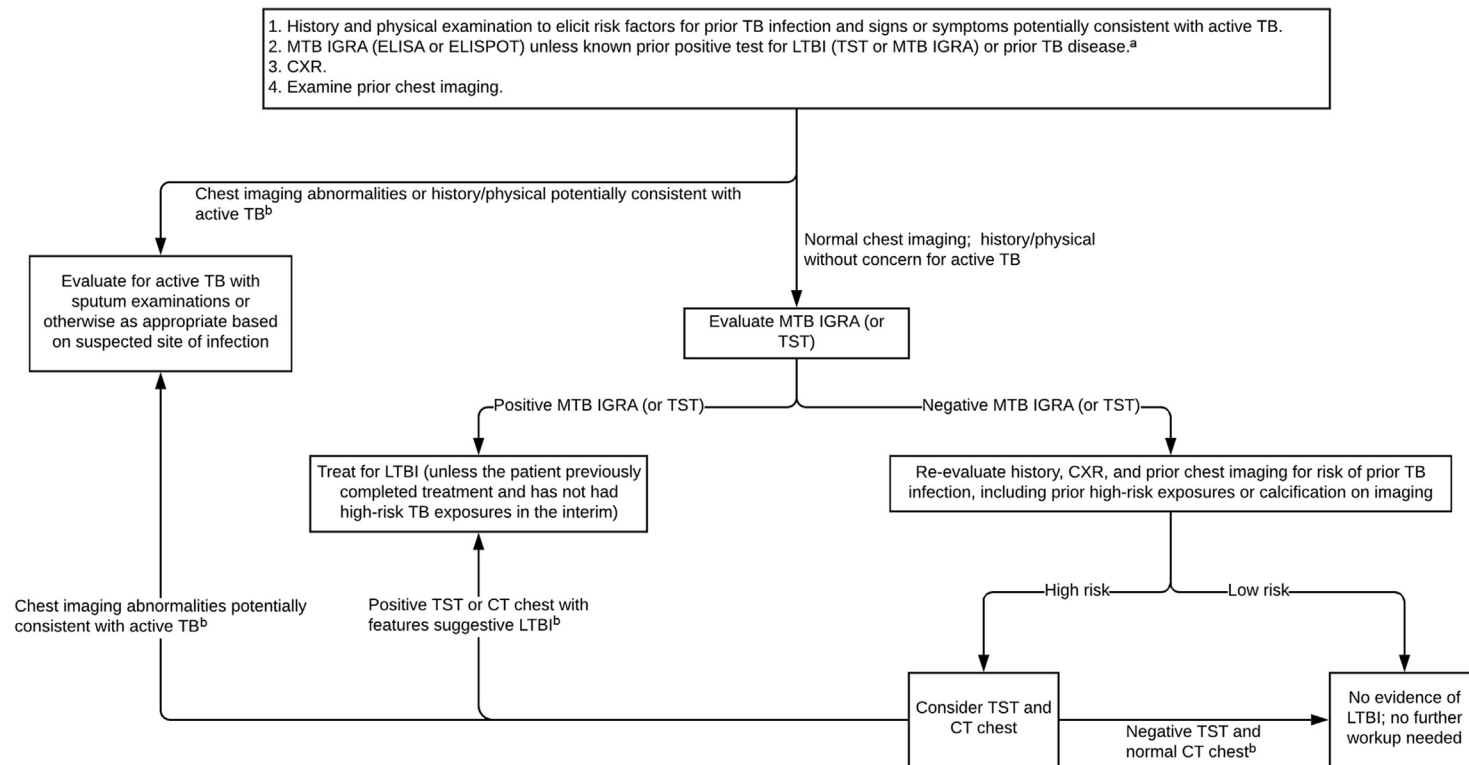 1. History and physical examination to elicit risk factors for prior TB infection and signs or symptoms potentially consistent with active TB.
2. MTB IGRA (ELISA or ELISPOT) unless known prior positive test for LTBI (TST or MTB IGRA) or prior TB disease.ᵃ
3. CXR.
4. Examine prior chest imaging.
Chest imaging abnormalities or history/physical potentially consistent with
active TBᵇ
Normal chest imaging;  history/physical
without concern for active TB
Evaluate for active TB with
sputum examinations or
otherwise as appropriate based
on suspected site of infection
Evaluate MTB IGRA (or
TST)
Positive MTB IGRA (or TST)
Negative MTB IGRA (or TST)
Treat for LTBI (unless the patient previously
completed treatment and has not had
high-risk TB exposures in the interim)
Re-evaluate history, CXR, and prior chest imaging for risk of prior TB
infection, including prior high-risk exposures or calcification on imaging
High risk
Low risk
Chest imaging abnormalities potentially
consistent with active TBᵇ
Positive TST or CT chest with
features suggestive LTBIᵇ
Consider TST and
CT chest
Negative TST and
normal CT chestᵇ
No evidence of
LTBI; no further
workup needed